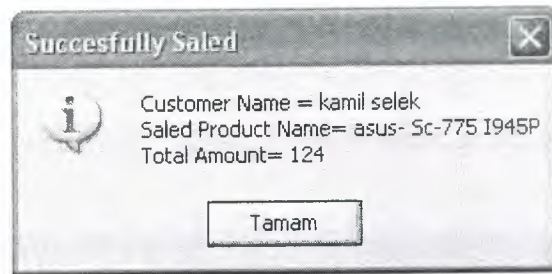 Succesfully Saled
Customer Name = kamil selek
Saled Product Name= asus- Sc-775 I945P
Total Amount= 124
Tamam